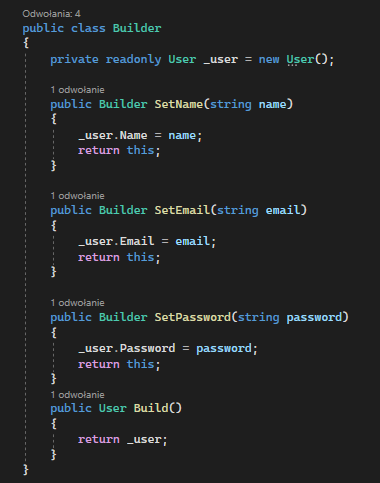 Odwołania: 4
public class Builder
{
private readonly User _user = new User();
1 odwołanie
public Builder SetName(string name)
{
_user.Name = name;
return this;
}
1 odwołanie
public Builder SetEmail(string email)
{
_user.Email = email;
return this;
}
1 odwołanie
public Builder SetPassword(string password)
{
_user.Password = password;
return this;
}
1 odwołanie
public User Build()
{
return _user;
}
}